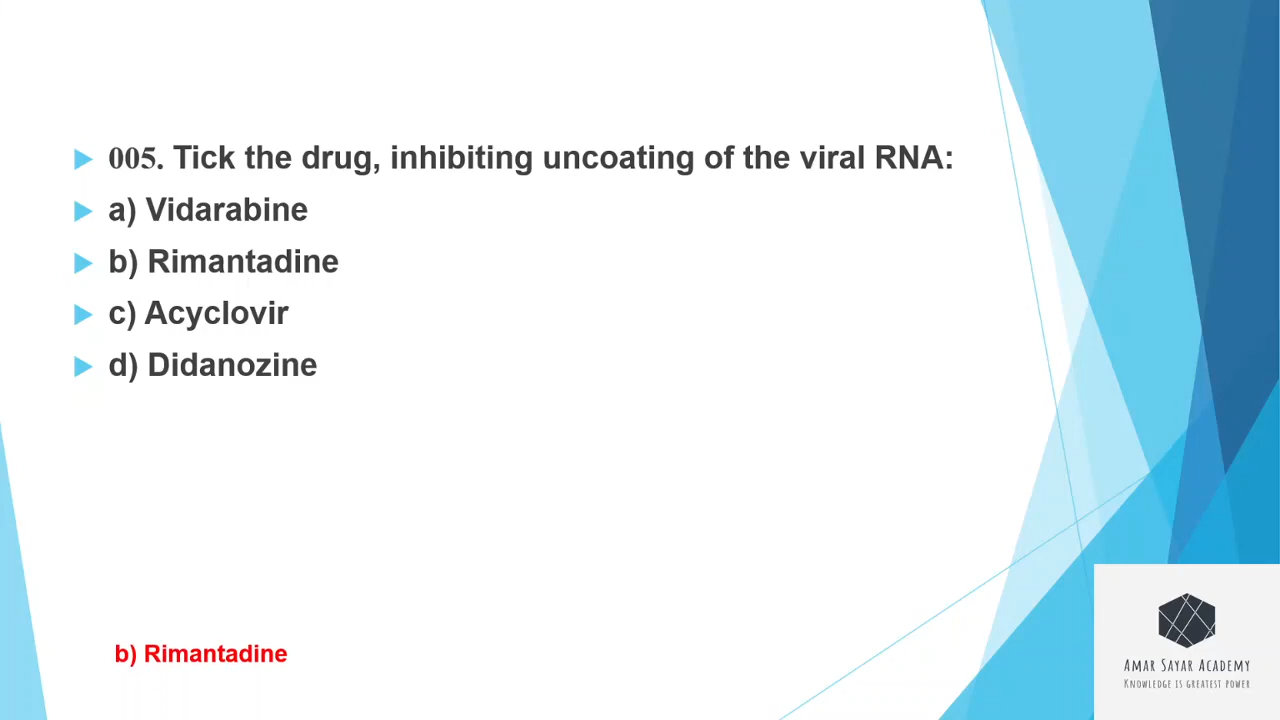 005. Tick the drug, inhibiting uncoating of the viral RNA:
a) Vidarabine
b) Rimantadine
c) Acyclovir
d) Didanozine
b) Rimantadine
Amar Sayar Academy
Knowledge is greatest power